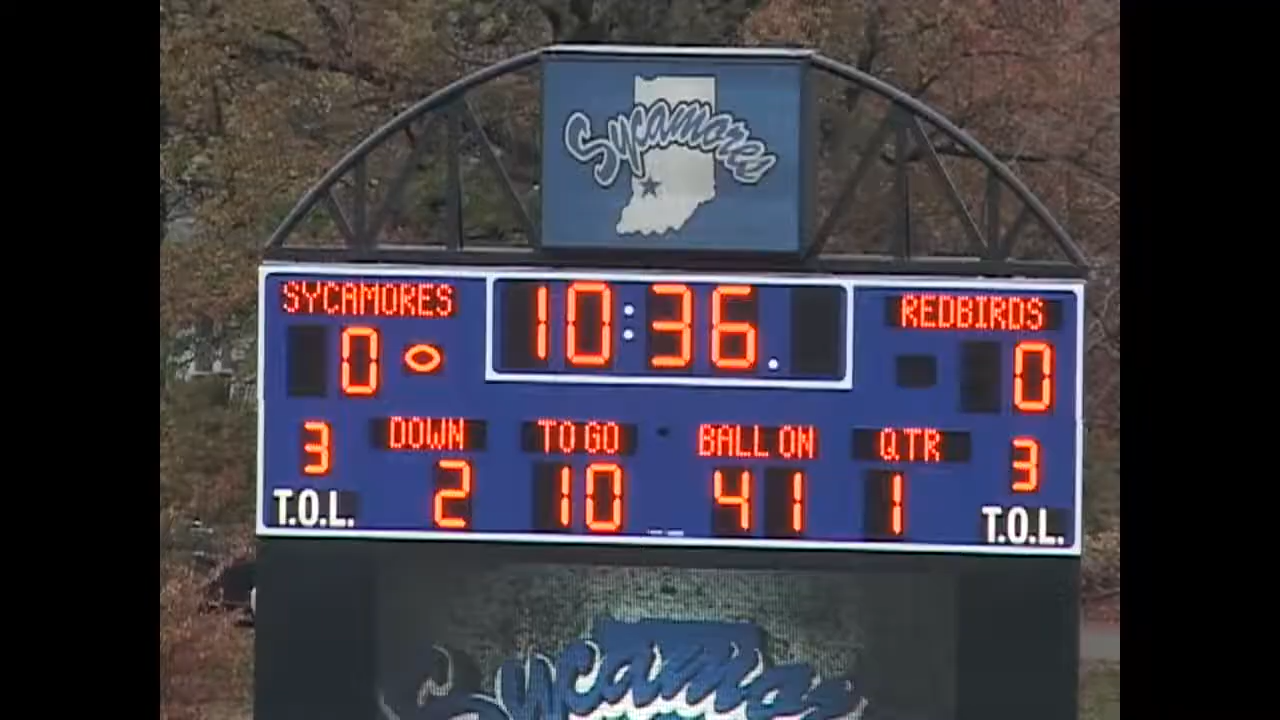 Sycamores
SYCAMORES 10:36. REDBIRDS
0 0
3 DOWN TO GO BALL ON QTR 3
T.O.L. 2 10 41 1 T.O.L.
Sycamores